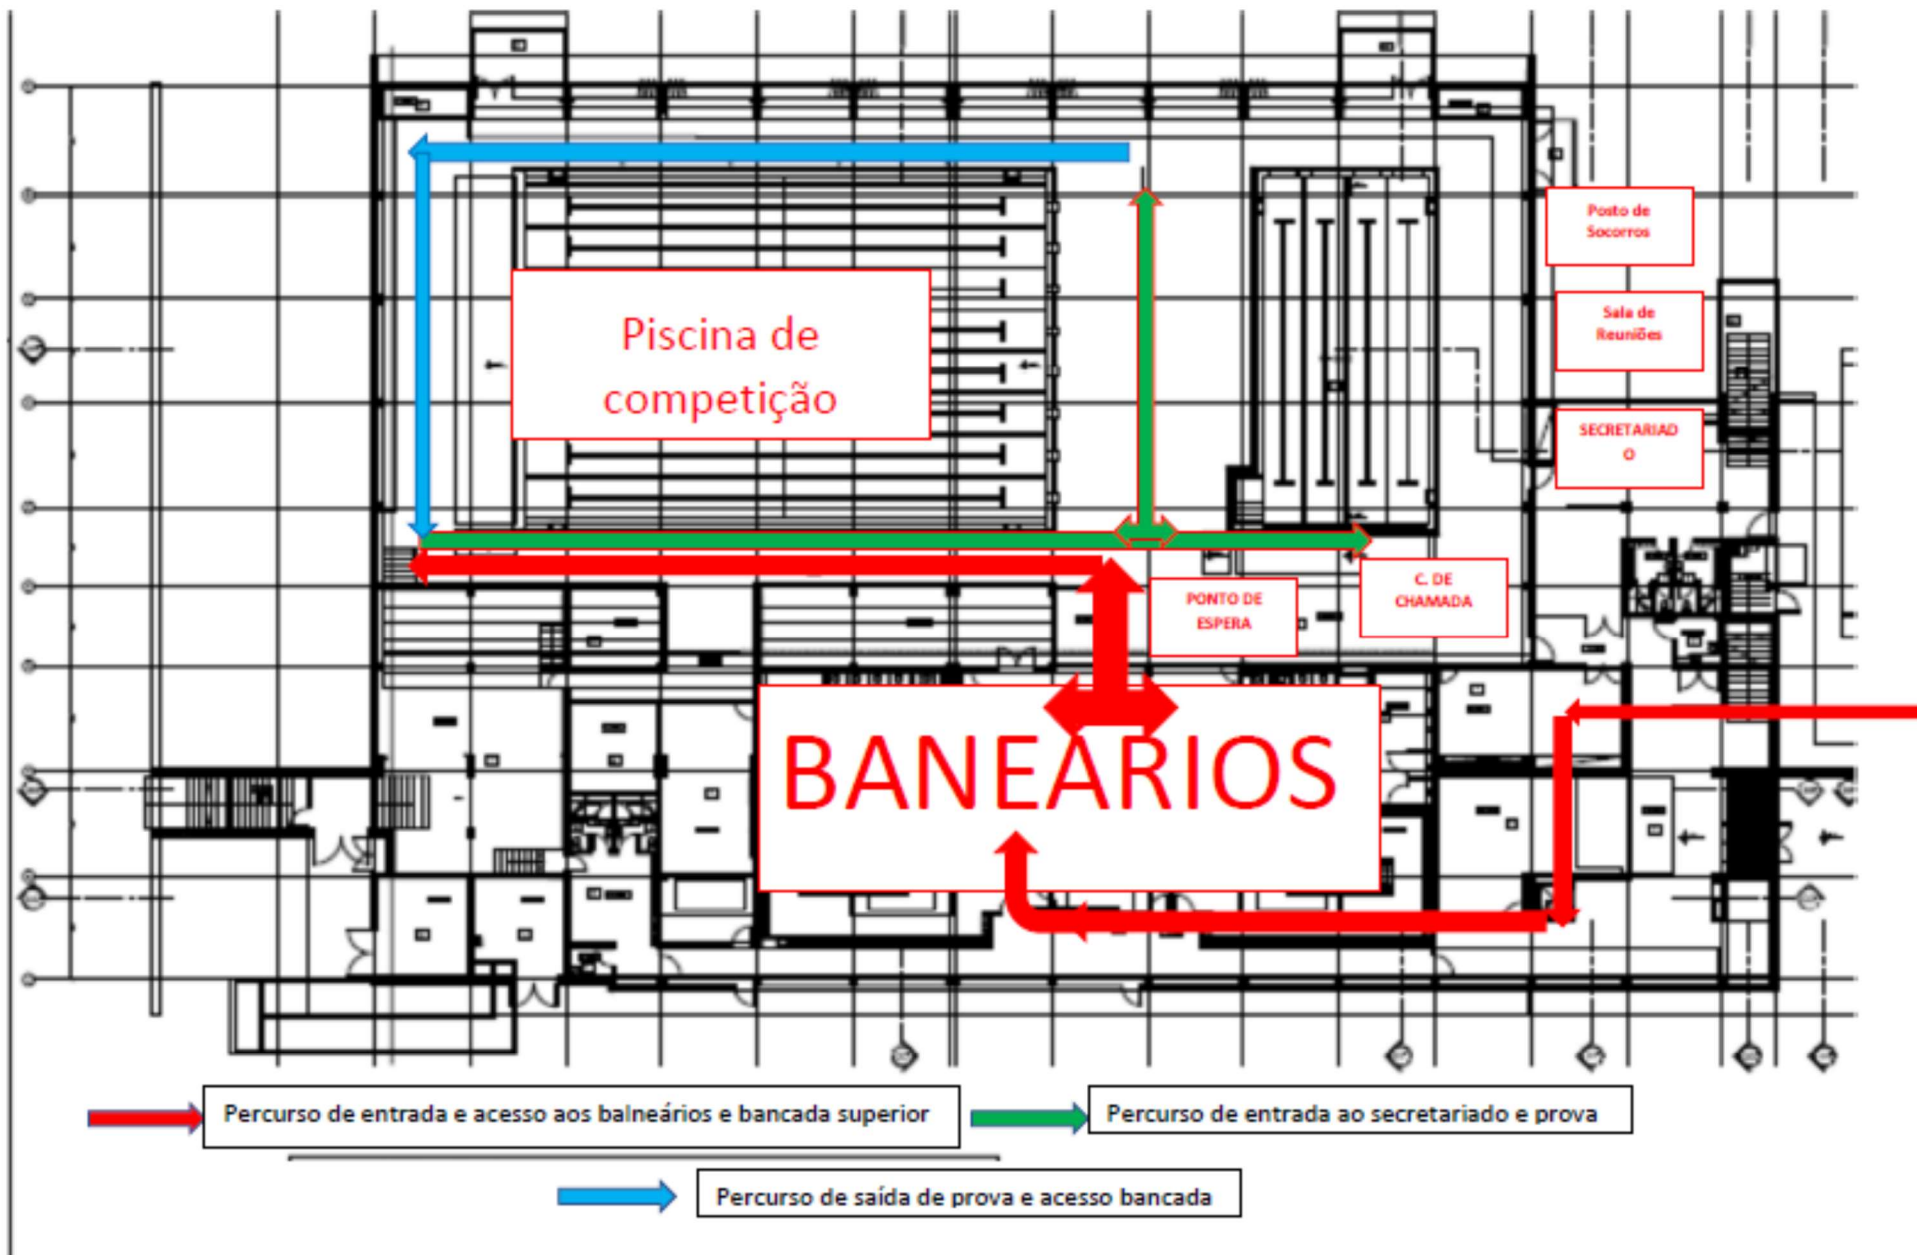 Posto de
Socorros
Sala de
Reuniões
Piscina de
competição
SECRETARIAD
O
C. DE
CHAMADA
PONTO DE
ESPERA
BANEÁRIOS
Percurso de entrada e acesso aos balneários e bancada superior
Percurso de entrada ao secretariado e prova
Percurso de saída de prova e acesso bancada